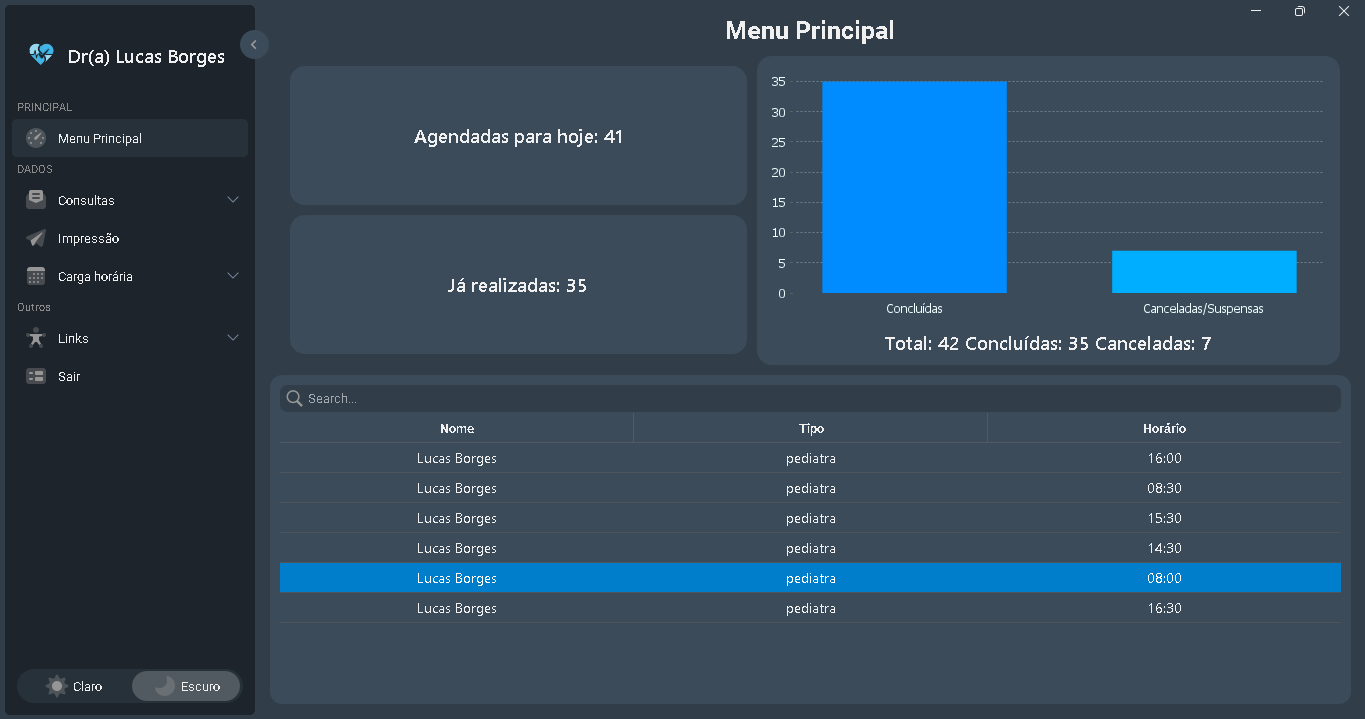 Menu Principal
Dr(a) Lucas Borges
PRINCIPAL
Menu Principal
DADOS
Consultas
Impressão
Carga horária
Outros
Links
Sair
Claro
Escuro
Agendadas para hoje: 41
Já realizadas: 35
35
30
25
20
15
10
5
0
Concluídas Canceladas/Suspensas
Total: 42 Concluídas: 35 Canceladas: 7
Search...
Nome Tipo Horário
Lucas Borges pediatra 16:00
Lucas Borges pediatra 08:30
Lucas Borges pediatra 15:30
Lucas Borges pediatra 14:30
Lucas Borges pediatra 08:00
Lucas Borges pediatra 16:30